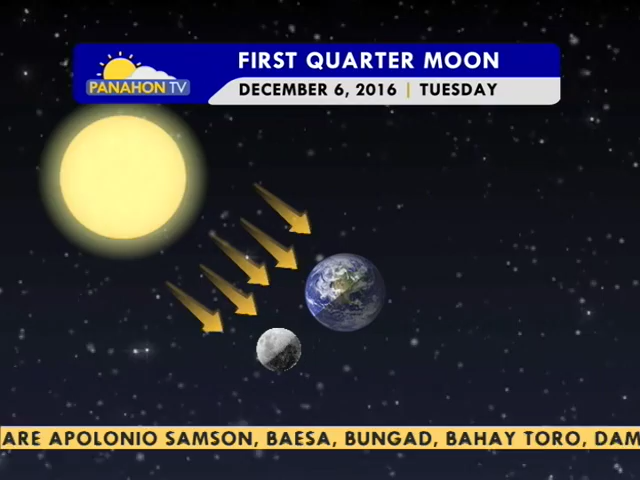 FIRST QUARTER MOON
PANAHON TV
DECEMBER 6, 2016 | TUESDAY
ARE APOLONIO SAMSON, BAESA, BUNGAD, BAHAY TORO, DAM